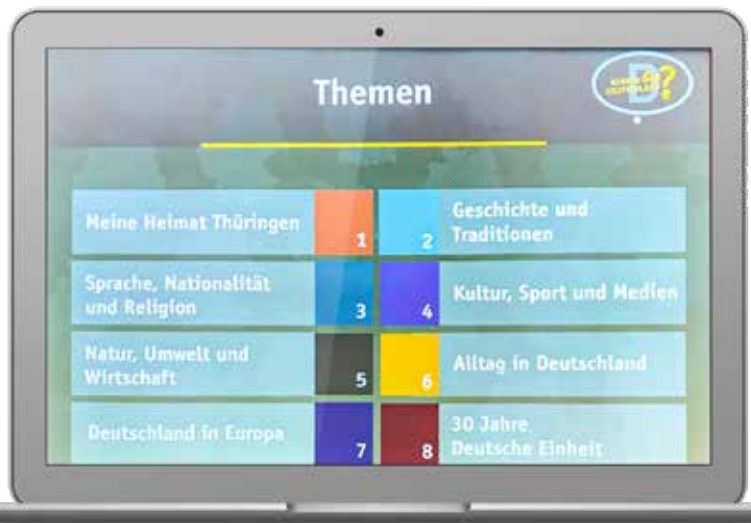 Themen
Meine Heimat Thüringen
1
2
Geschichte und
Traditionen
Sprache, Nationalität
und Religion
3
4
Kultur, Sport und Medien
Natur, Umwelt und
Wirtschaft
5
6
Alltag in Deutschland
Deutschland in Europa
7
8
30 Jahre
Deutsche Einheit